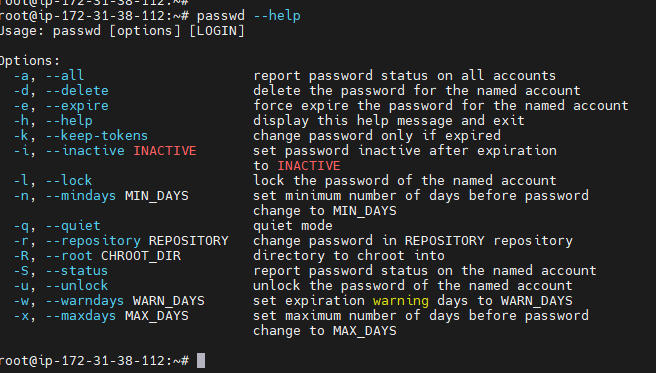 root@ip-172-31-38-112:~#
root@ip-172-31-38-112:~# passwd --help
Usage: passwd [options] [LOGIN]

Options:
  -a, --all                     report password status on all accounts
  -d, --delete                  delete the password for the named account
  -e, --expire                  force expire the password for the named account
  -h, --help                    display this help message and exit
  -k, --keep-tokens             change password only if expired
  -i, --inactive INACTIVE       set password inactive after expiration
                                to INACTIVE
  -l, --lock                    lock the password of the named account
  -n, --mindays MIN_DAYS        set minimum number of days before password
                                change to MIN_DAYS
  -q, --quiet                   quiet mode
  -r, --repository REPOSITORY   change password in REPOSITORY repository
  -R, --root CHROOT_DIR         directory to chroot into
  -S, --status                  report password status on the named account
  -u, --unlock                  unlock the password of the named account
  -w, --warndays WARN_DAYS      set expiration warning days to WARN_DAYS
  -x, --maxdays MAX_DAYS        set maximum number of days before password
                                change to MAX_DAYS

root@ip-172-31-38-112:~#